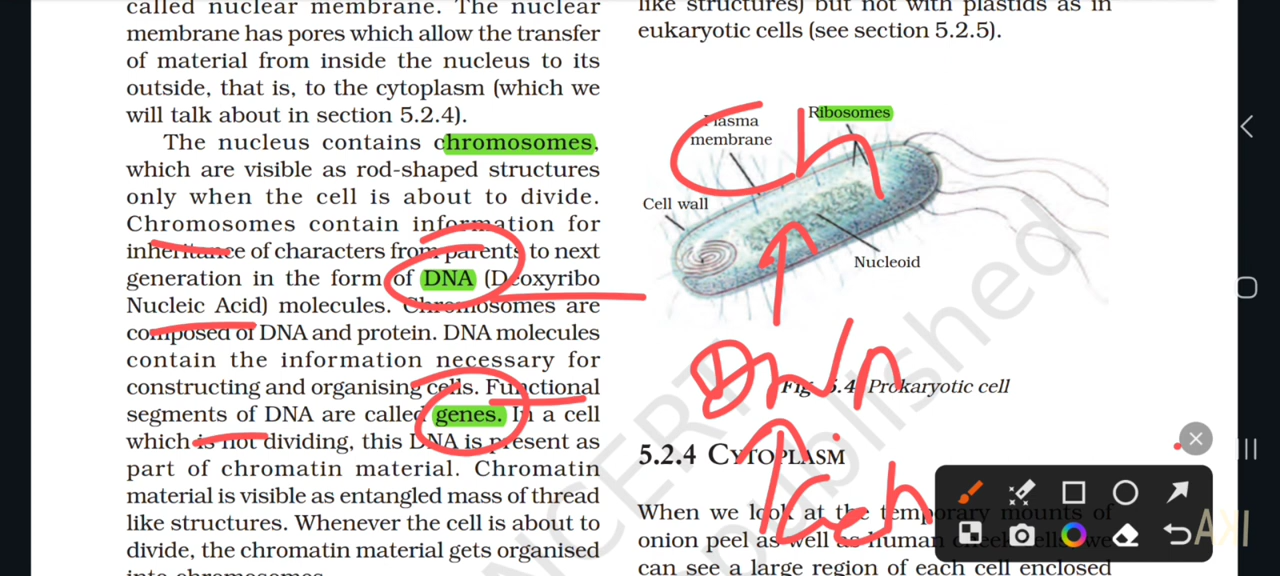 called nuclear membrane. The nuclear
membrane has pores which allow the transfer
of material from inside the nucleus to its
outside, that is, to the cytoplasm (which we
will talk about in section 5.2.4).
The nucleus contains chromosomes,
which are visible as rod-shaped structures
only when the cell is about to divide.
Chromosomes contain information for
inheritance of characters from parents to next
generation in the form of DNA (Deoxyribo
Nucleic Acid) molecules. Chromosomes are
composed of DNA and protein. DNA molecules
contain the information necessary for
constructing and organising cells. Functional
segments of DNA are called genes. In a cell
which is not dividing, this DNA is present as
part of chromatin material. Chromatin
material is visible as entangled mass of thread
like structures. Whenever the cell is about to
divide, the chromatin material gets organised
into chromosomes.
like structures) but not with plastids as in
eukaryotic cells (see section 5.2.5).
Ribosomes
Plasma
membrane
Cell wall
Nucleoid
Ch
DNA
Fig. 5.4: Prokaryotic cell
Gen
5.2.4 CYTOPLASM
When we look at the temporary mounts of
onion peel as well as human cheek cells, we
can see a large region of each cell enclosed
NCERT
published
AKI